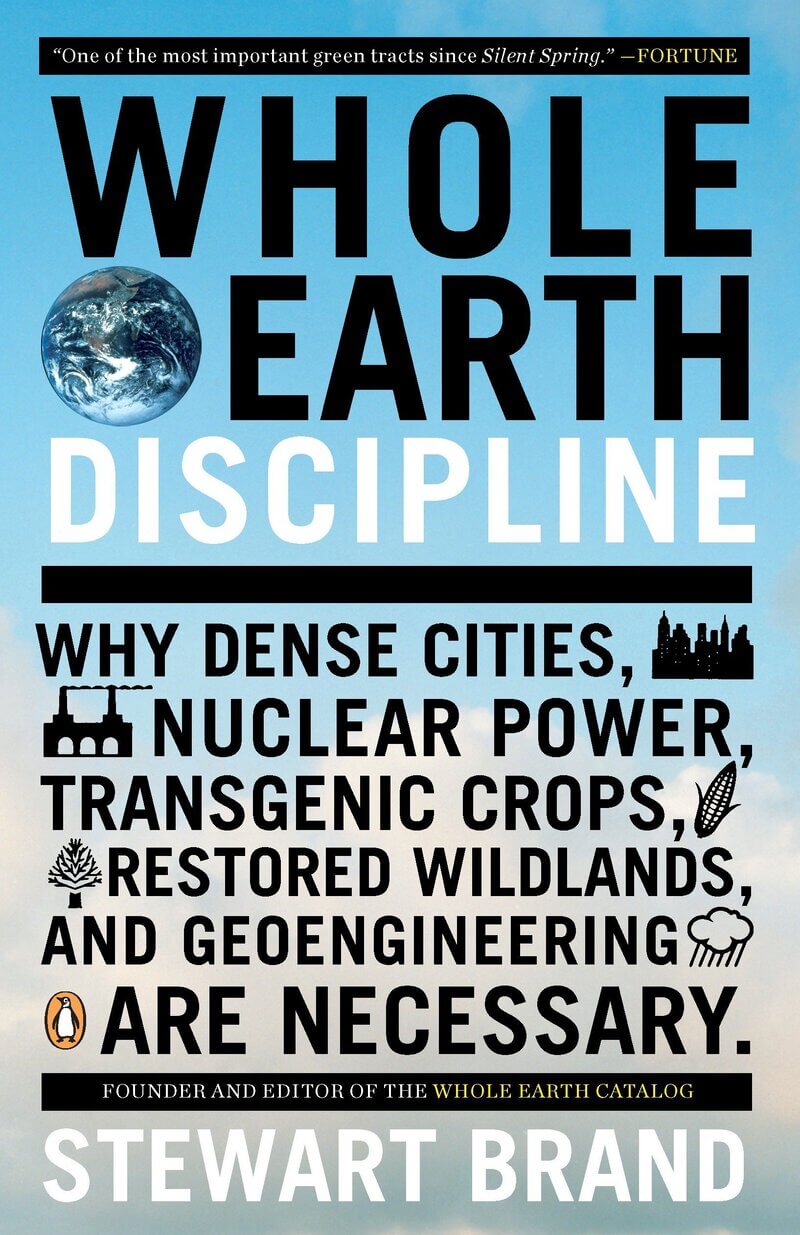 “One of the most important green tracts since Silent Spring.” —FORTUNE
WHOLE
EARTH
DISCIPLINE
WHY DENSE CITIES,
NUCLEAR POWER,
TRANSGENIC CROPS,
RESTORED WILDLANDS,
AND GEOENGINEERING
ARE NECESSARY.
FOUNDER AND EDITOR OF THE WHOLE EARTH CATALOG
STEWART BRAND